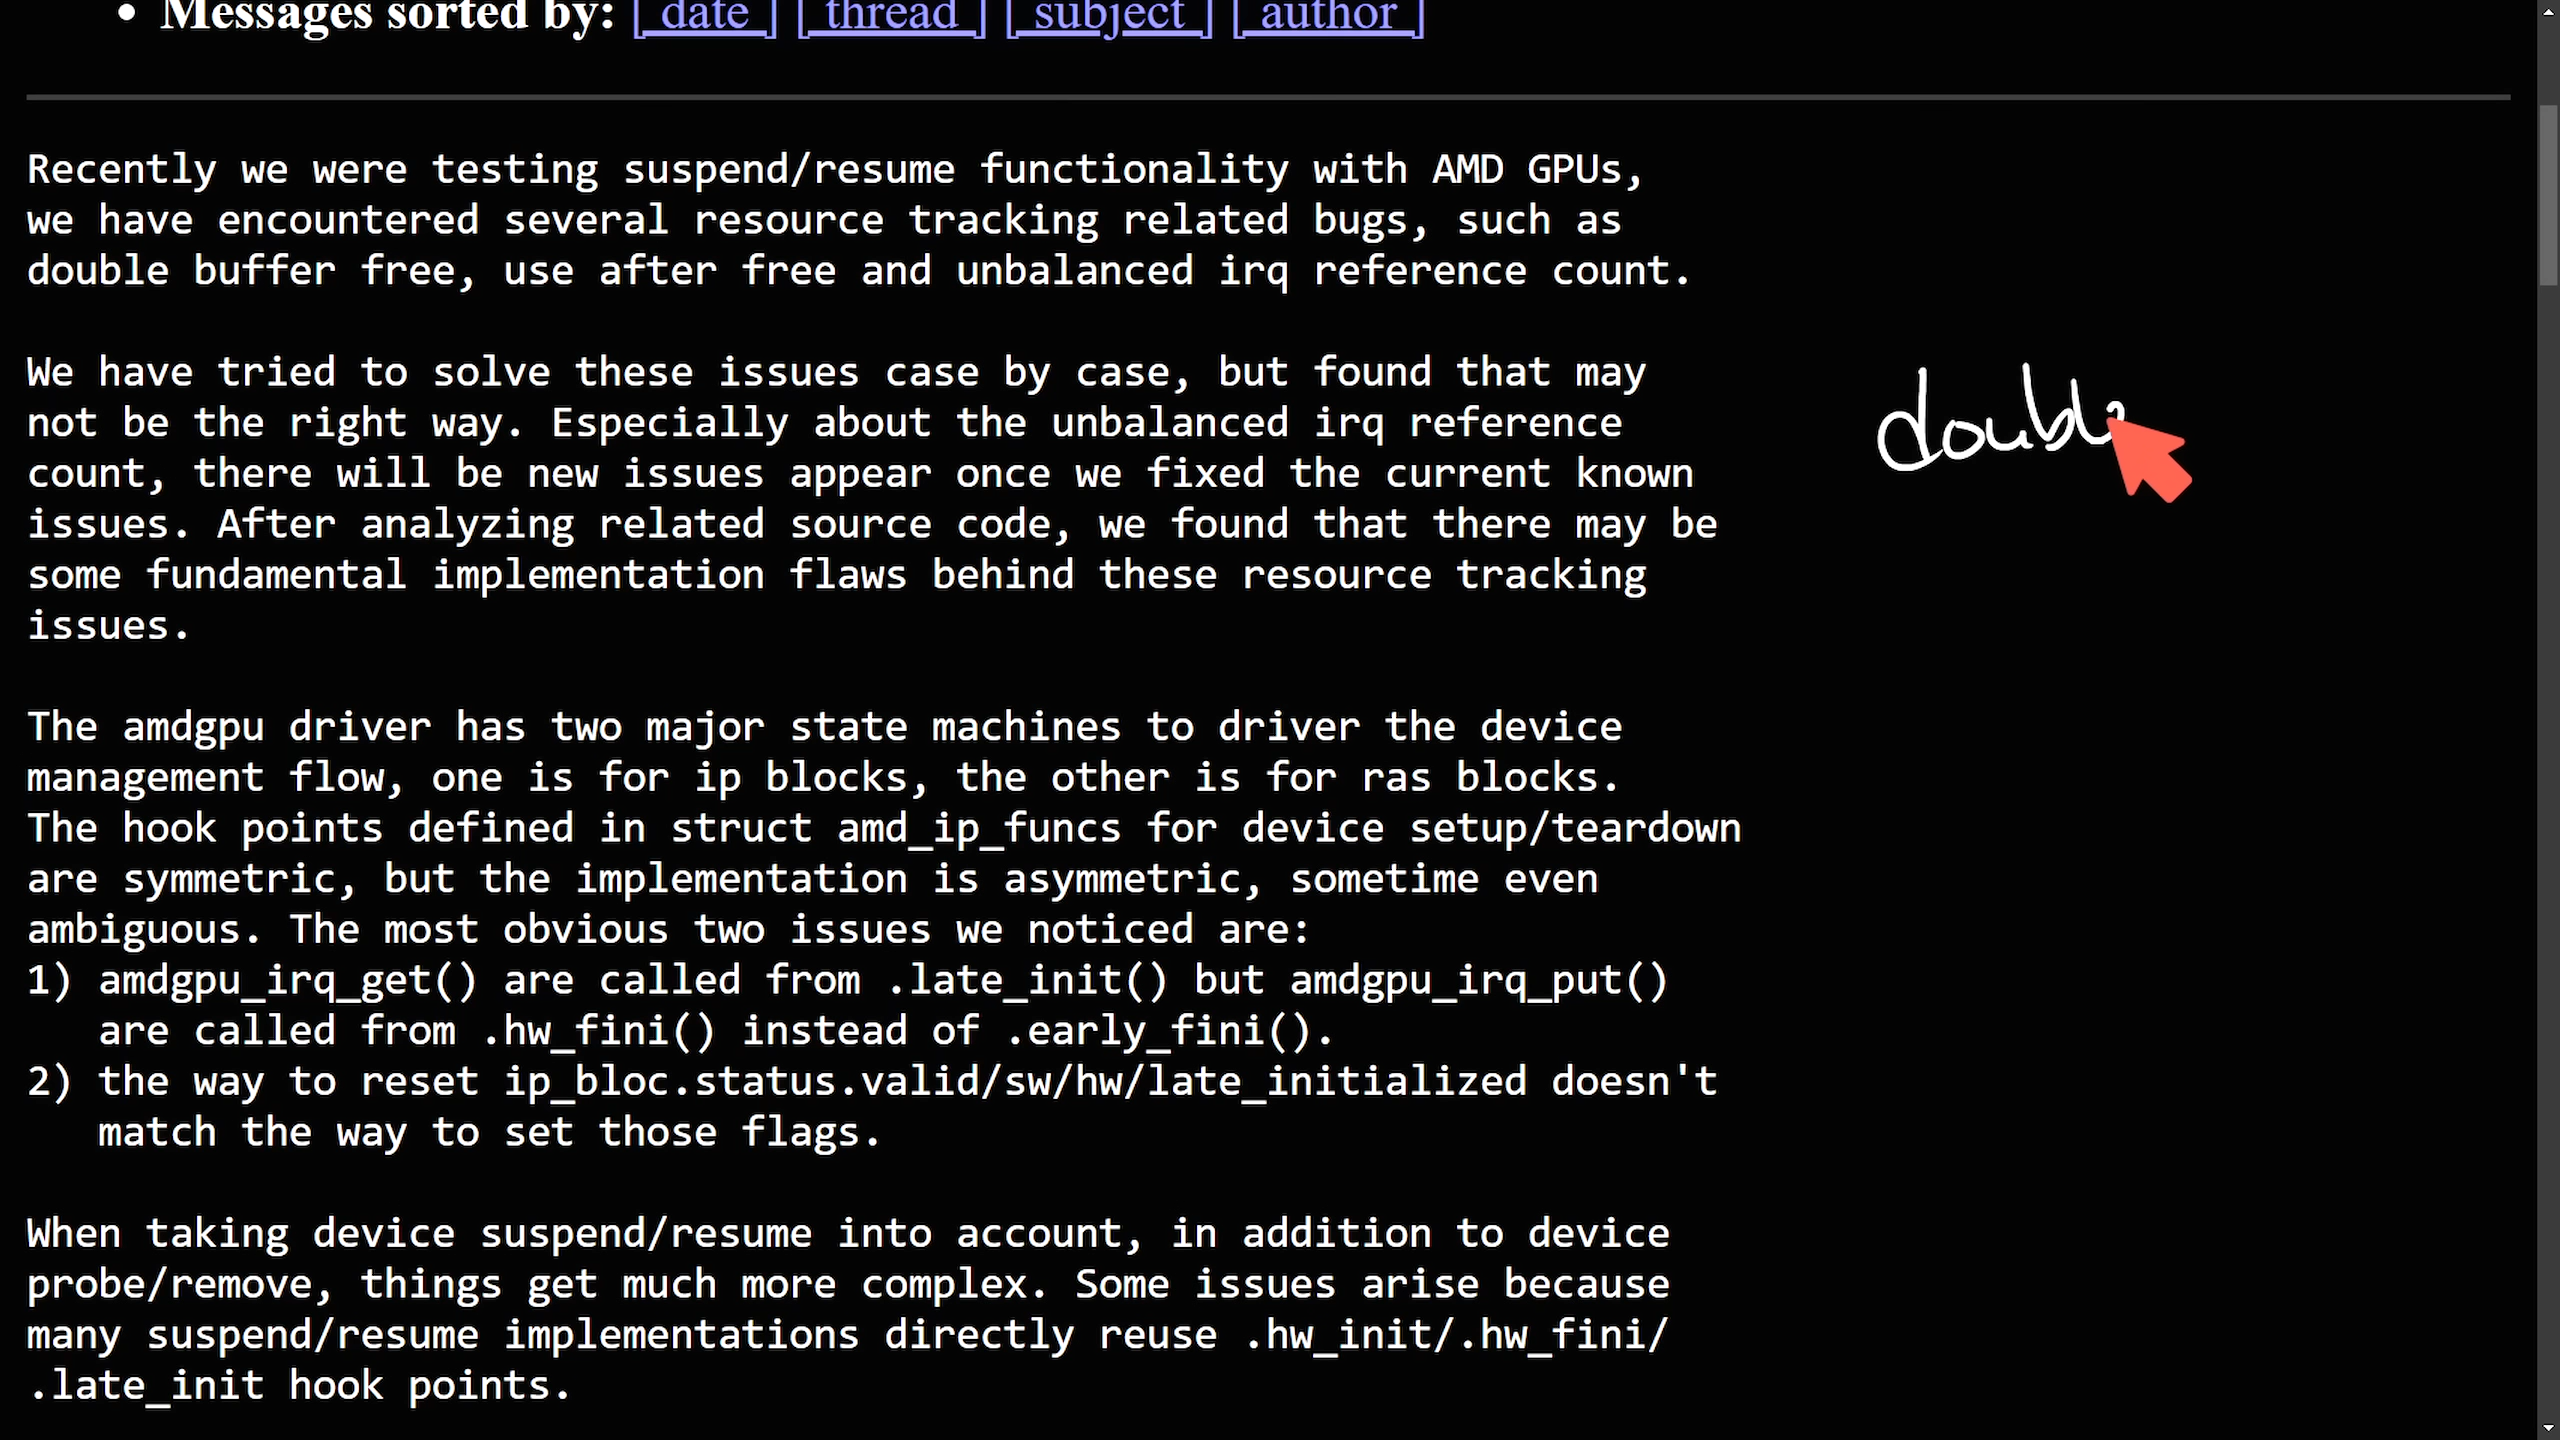 • Messages sorted by: [ date ] [ thread ] [ subject ] [ author ]
Recently we were testing suspend/resume functionality with AMD GPUs,
we have encountered several resource tracking related bugs, such as
double buffer free, use after free and unbalanced irq reference count.
We have tried to solve these issues case by case, but found that may
not be the right way. Especially about the unbalanced irq reference
count, there will be new issues appear once we fixed the current known
issues. After analyzing related source code, we found that there may be
some fundamental implementation flaws behind these resource tracking
issues.
The amdgpu driver has two major state machines to driver the device
management flow, one is for ip blocks, the other is for ras blocks.
The hook points defined in struct amd_ip_funcs for device setup/teardown
are symmetric, but the implementation is asymmetric, sometime even
ambiguous. The most obvious two issues we noticed are:
1) amdgpu_irq_get() are called from .late_init() but amdgpu_irq_put()
are called from .hw_fini() instead of .early_fini().
2) the way to reset ip_bloc.status.valid/sw/hw/late_initialized doesn't
match the way to set those flags.
When taking device suspend/resume into account, in addition to device
probe/remove, things get much more complex. Some issues arise because
many suspend/resume implementations directly reuse .hw_init/.hw_fini/
.late_init hook points.
double